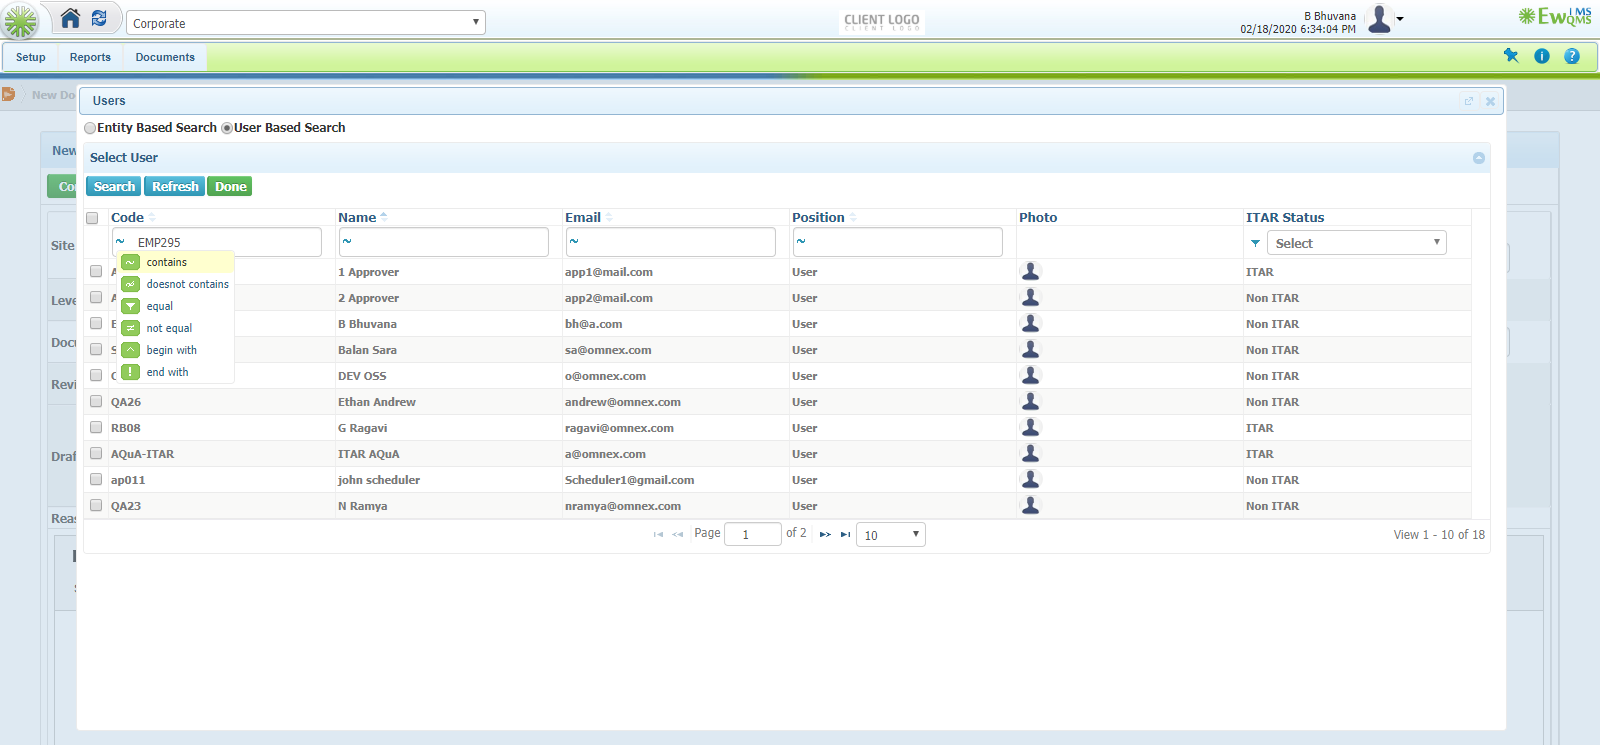 Corporate
CLIENT LOGO
CLIENT LOGO
B Bhuvana
02/18/2020 6:34:04 PM
EwQIMS
Setup Reports Documents
New Do
Users
Entity Based Search User Based Search
New
Select User
Co
Search Refresh Done
Code Name Email Position Photo ITAR Status
Site
~ EMP295 ~ ~ ~ Select
contains
doesnot contains
equal
not equal
begin with
end with
A 1 Approver app1@mail.com User ITAR
Leve
A 2 Approver app2@mail.com User Non ITAR
E B Bhuvana bh@a.com User Non ITAR
Docu
S Balan Sara sa@omnex.com User Non ITAR
O DEV OSS o@omnex.com User Non ITAR
Revi
QA26 Ethan Andrew andrew@omnex.com User Non ITAR
RB08 G Ragavi ragavi@omnex.com User ITAR
Draf
AQuA-ITAR ITAR AQuA a@omnex.com User ITAR
ap011 john scheduler Scheduler1@gmail.com User Non ITAR
QA23 N Ramya nramya@omnex.com User Non ITAR
Reas
Page 1 of 2 10 View 1 - 10 of 18